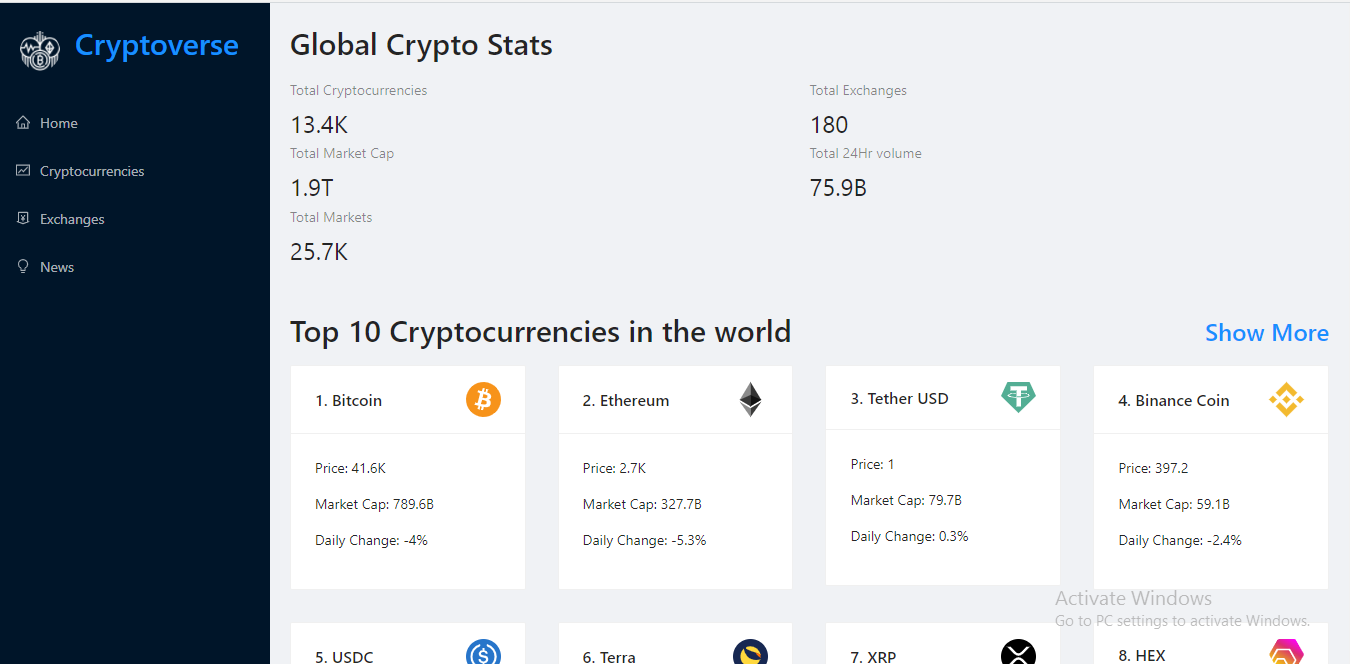 Cryptoverse
Home
Cryptocurrencies
Exchanges
News
Global Crypto Stats
Total Cryptocurrencies
13.4K
Total Exchanges
180
Total Market Cap
1.9T
Total 24Hr volume
75.9B
Total Markets
25.7K
Top 10 Cryptocurrencies in the world
Show More
1. Bitcoin
Price: 41.6K
Market Cap: 789.6B
Daily Change: -4%
2. Ethereum
Price: 2.7K
Market Cap: 327.7B
Daily Change: -5.3%
3. Tether USD
Price: 1
Market Cap: 79.7B
Daily Change: 0.3%
4. Binance Coin
Price: 397.2
Market Cap: 59.1B
Daily Change: -2.4%
Activate Windows
Go to PC settings to activate Windows.
5. USDC
6. Terra
7. XRP
8. HEX